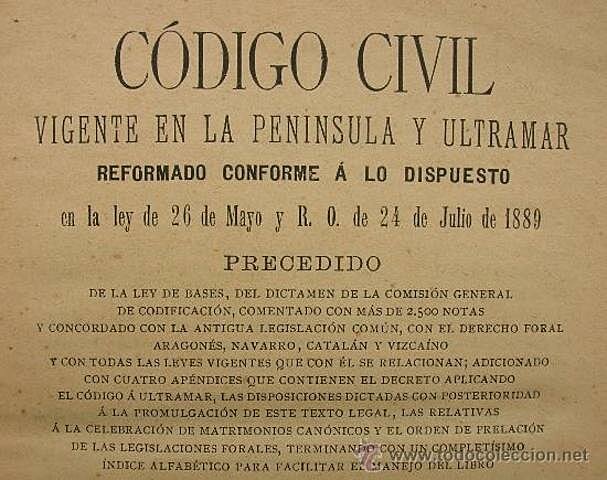 CÓDIGO CIVIL
VIGENTE EN LA PENINSULA Y ULTRAMAR
REFORMADO CONFORME Á LO DISPUESTO
en la ley de 26 de Mayo y R. O. de 24 de Julio de 1889
PRECEDIDO
DE LA LEY DE BASES, DEL DICTAMEN DE LA COMISIÓN GENERAL
DE CODIFICACIÓN, COMENTADO CON MÁS DE 2.500 NOTAS
Y CONCORDADO CON LA ANTIGUA LEGISLACIÓN COMÚN, CON EL DERECHO FORAL
ARAGONÉS, NAVARRO, CATALÁN Y VIZCAÍNO
Y CON TODAS LAS LEYES VIGENTES QUE CON ÉL SE RELACIONAN; ADICIONADO
CON CUATRO APÉNDICES QUE CONTIENEN EL DECRETO APLICANDO
EL CÓDIGO Á ULTRAMAR, LAS DISPOSICIONES DICTADAS CON POSTERIORIDAD
Á LA PROMULGACIÓN DE ESTE TEXTO LEGAL, LAS RELATIVAS
Á LA CELEBRACIÓN DE MATRIMONIOS CANÓNICOS Y EL ORDEN DE PRELACIÓN
DE LAS LEGISLACIONES FORALES, TERMINANDO CON UN COMPLETÍSIMO
ÍNDICE ALFABÉTICO PARA FACILITAR EL MANEJO DEL LIBRO
www.todocoleccion.net